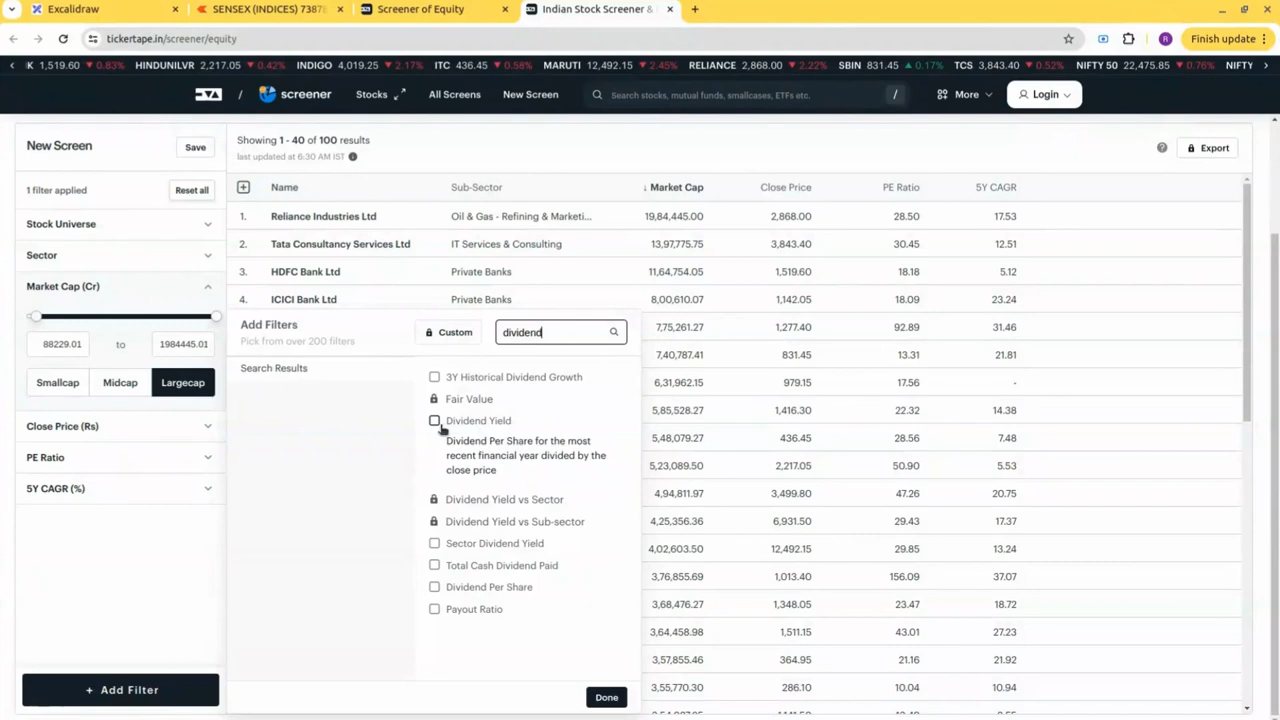 Excalidraw
SENSEX (INDICES) 7387
Screener of Equity
Indian Stock Screener &
Finish update
tickertape.in/screener/equity
R
K 1,519.60 0.83% HINDUNILVR 2,217.05 0.42% INDIGO 4,019.25 2.17% ITC 436.45 0.58% MARUTI 12,492.15 2.45% RELIANCE 2,868.00 2.22% SBIN 831.45 0.17% TCS 3,843.40 0.52% NIFTY 50 22,475.85 0.76% NIFTY
/ screener
Stocks
All Screens
New Screen
Search stocks, mutual funds, smallcases, ETFs etc. /
More
Login
New Screen
Save
Showing 1 - 40 of 100 results
last updated at 6:30 AM IST
Export
1 filter applied
Reset all
Stock Universe
Sector
Market Cap (Cr)
88229.01 to 1984445.01
Smallcap Midcap Largecap
Close Price (Rs)
PE Ratio
5Y CAGR (%)
+ Add Filter
Name Sub-Sector ↓ Market Cap Close Price PE Ratio 5Y CAGR
1. Reliance Industries Ltd Oil & Gas - Refining & Marketi... 19,84,445.00 2,868.00 28.50 17.53
2. Tata Consultancy Services Ltd IT Services & Consulting 13,97,775.75 3,843.40 30.45 12.51
3. HDFC Bank Ltd Private Banks 11,64,754.05 1,519.60 18.18 5.12
4. ICICI Bank Ltd Private Banks 8,00,610.07 1,142.05 18.09 23.24
7,75,261.27 1,277.40 92.89 31.46
7,40,787.41 831.45 13.31 21.81
6,31,962.15 979.15 17.56 -
5,85,528.27 1,416.30 22.32 14.38
5,48,079.27 436.45 28.56 7.48
5,23,089.50 2,217.05 50.90 5.53
4,94,811.97 3,499.80 47.26 20.75
4,25,356.36 6,931.50 29.43 17.37
4,02,603.50 12,492.15 29.85 13.24
3,76,855.69 1,013.40 156.09 37.07
3,68,476.27 1,348.05 23.47 18.72
3,64,458.98 1,511.15 43.01 27.23
3,57,855.46 364.95 21.16 21.92
3,55,770.30 286.10 10.04 10.94
Add Filters
Pick from over 200 filters
Custom
dividend
Search Results
3Y Historical Dividend Growth
Fair Value
Dividend Yield
Dividend Per Share for the most
recent financial year divided by the
close price
Dividend Yield vs Sector
Dividend Yield vs Sub-sector
Sector Dividend Yield
Total Cash Dividend Paid
Dividend Per Share
Payout Ratio
Done